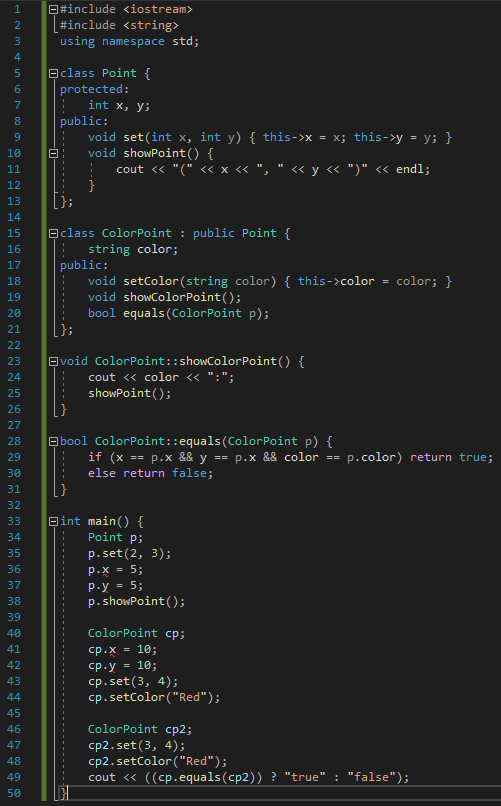 1 #include <iostream>
2 #include <string>
3 using namespace std;
4
5 class Point {
6 protected:
7     int x, y;
8 public:
9     void set(int x, int y) { this->x = x; this->y = y; }
10     void showPoint() {
11         cout << "(" << x << ", " << y << ")" << endl;
12     }
13 };
14
15 class ColorPoint : public Point {
16     string color;
17 public:
18     void setColor(string color) { this->color = color; }
19     void showColorPoint();
20     bool equals(ColorPoint p);
21 };
22
23 void ColorPoint::showColorPoint() {
24     cout << color << ":";
25     showPoint();
26 }
27
28 bool ColorPoint::equals(ColorPoint p) {
29     if (x == p.x && y == p.x && color == p.color) return true;
30     else return false;
31 }
32
33 int main() {
34     Point p;
35     p.set(2, 3);
36     p.x = 5;
37     p.y = 5;
38     p.showPoint();
39
40     ColorPoint cp;
41     cp.x = 10;
42     cp.y = 10;
43     cp.set(3, 4);
44     cp.setColor("Red");
45
46     ColorPoint cp2;
47     cp2.set(3, 4);
48     cp2.setColor("Red");
49     cout << ((cp.equals(cp2)) ? "true" : "false");
50 }